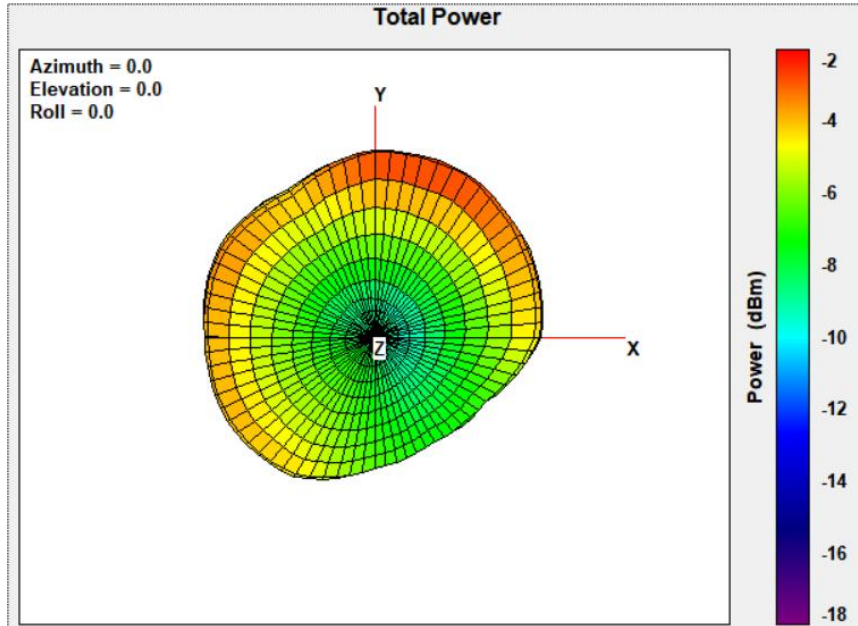 Total Power
Azimuth = 0.0
Elevation = 0.0
Roll = 0.0
Y
X
Z
Power (dBm)
-2
-4
-6
-8
-10
-12
-14
-16
-18